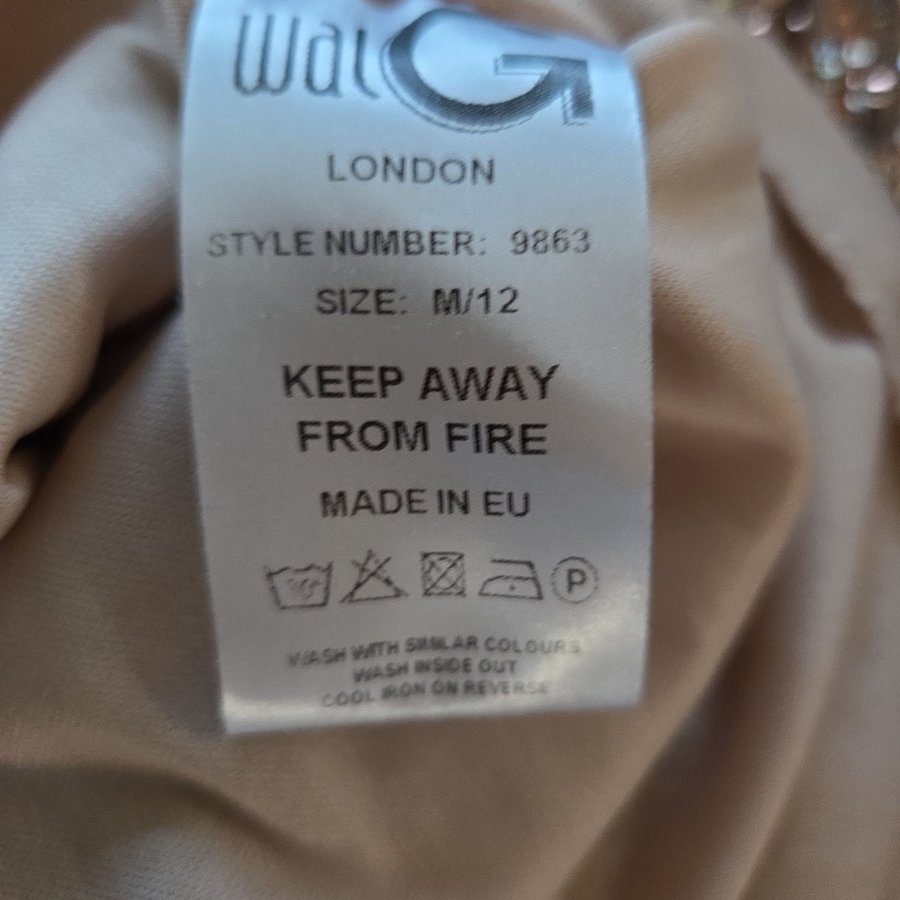 Wal G
LONDON
STYLE NUMBER: 9863
SIZE: M/12
KEEP AWAY
FROM FIRE
MADE IN EU
P
WASH WITH SIMILAR COLOURS
WASH INSIDE OUT
COOL IRON ON REVERSE